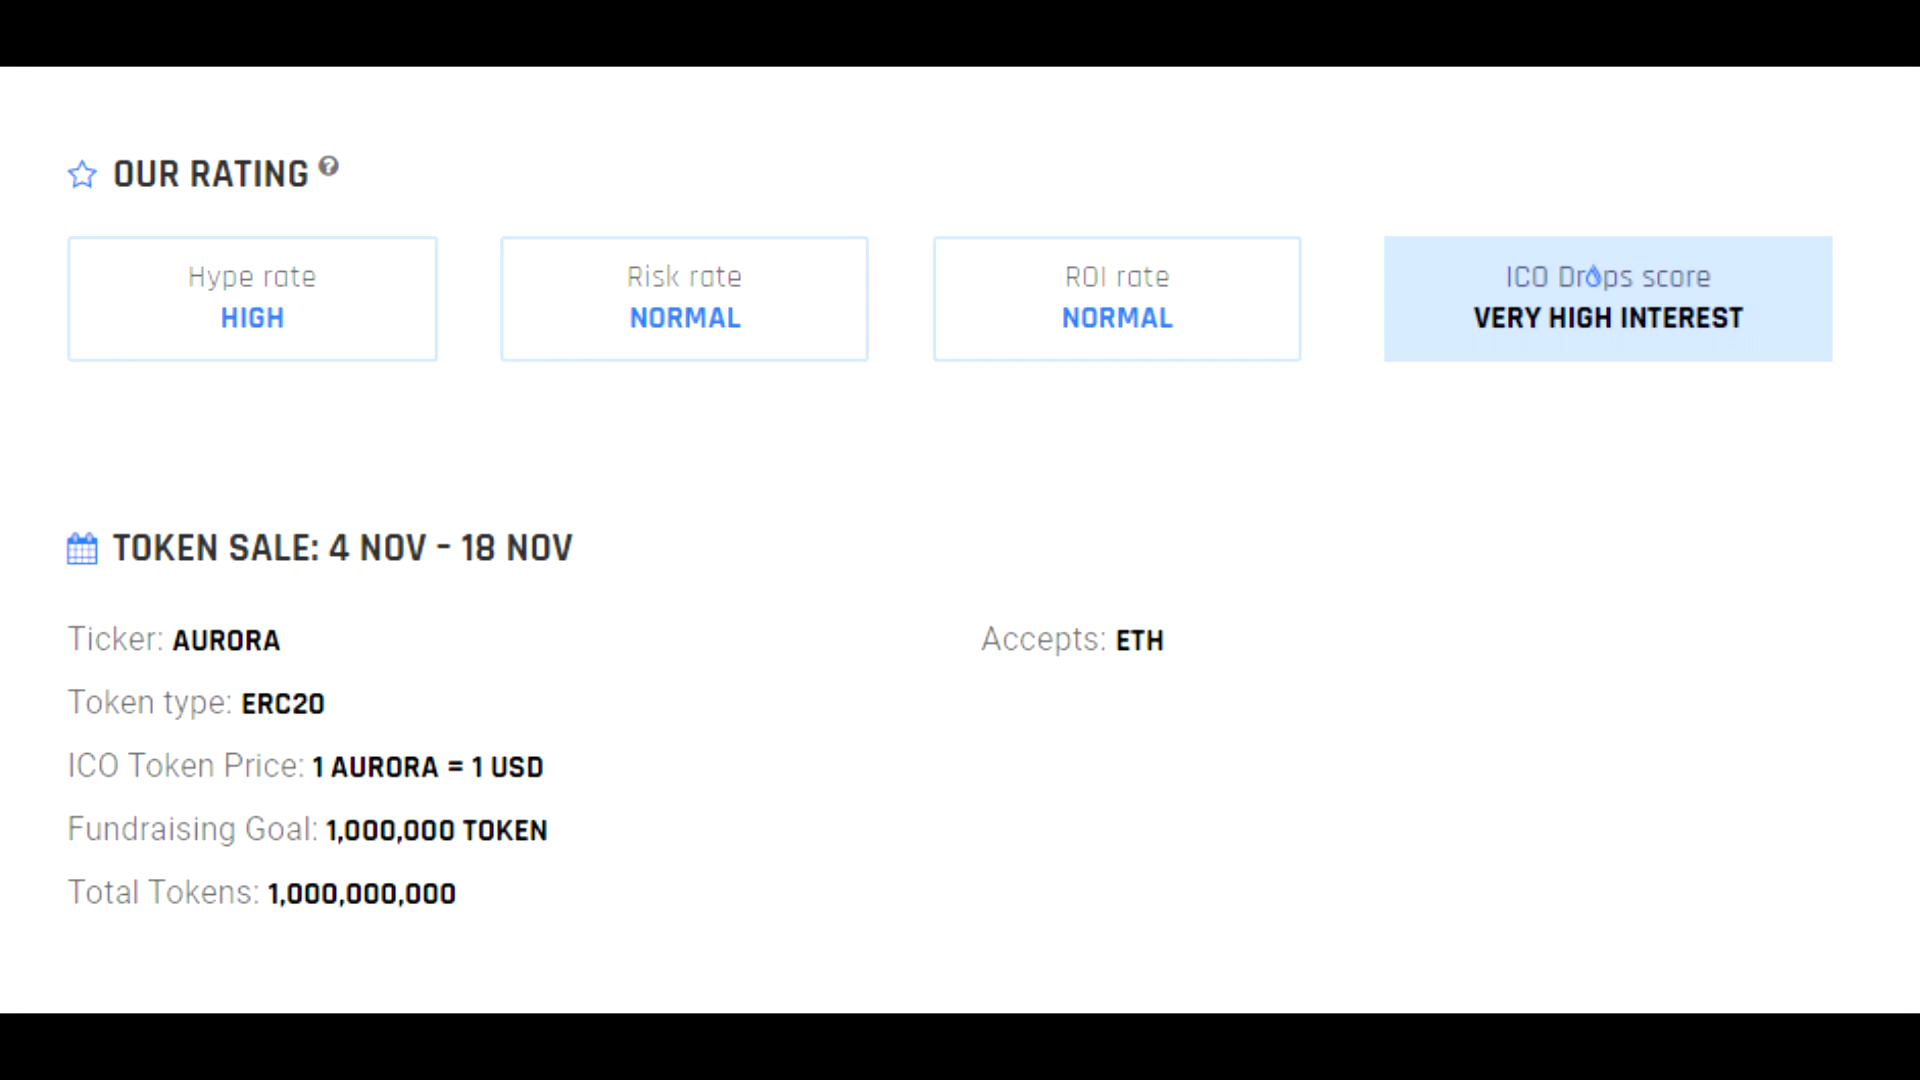 OUR RATING ?
Hype rate
HIGH
Risk rate
NORMAL
ROI rate
NORMAL
ICO Drops score
VERY HIGH INTEREST
TOKEN SALE: 4 NOV – 18 NOV
Ticker: AURORA
Accepts: ETH
Token type: ERC20
ICO Token Price: 1 AURORA = 1 USD
Fundraising Goal: 1,000,000 TOKEN
Total Tokens: 1,000,000,000